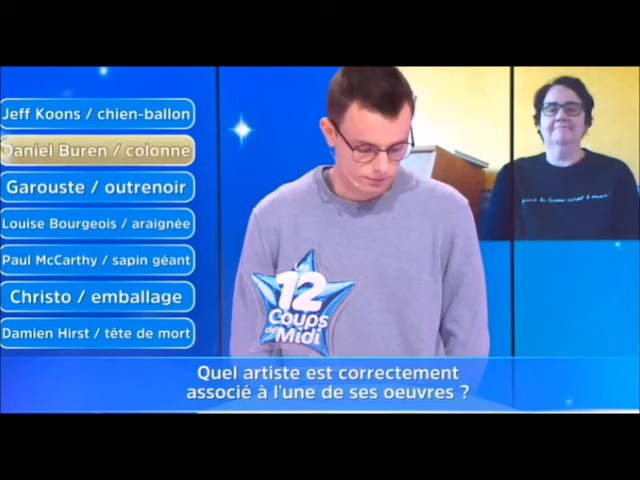 Jeff Koons / chien-ballon
Daniel Buren / colonne
Garouste / outrenoir
Louise Bourgeois / araignée
Paul McCarthy / sapin géant
Christo / emballage
Damien Hirst / tête de mort
Les
12
Coups
de Midi
Quel artiste est correctement
associé à l'une de ses oeuvres ?